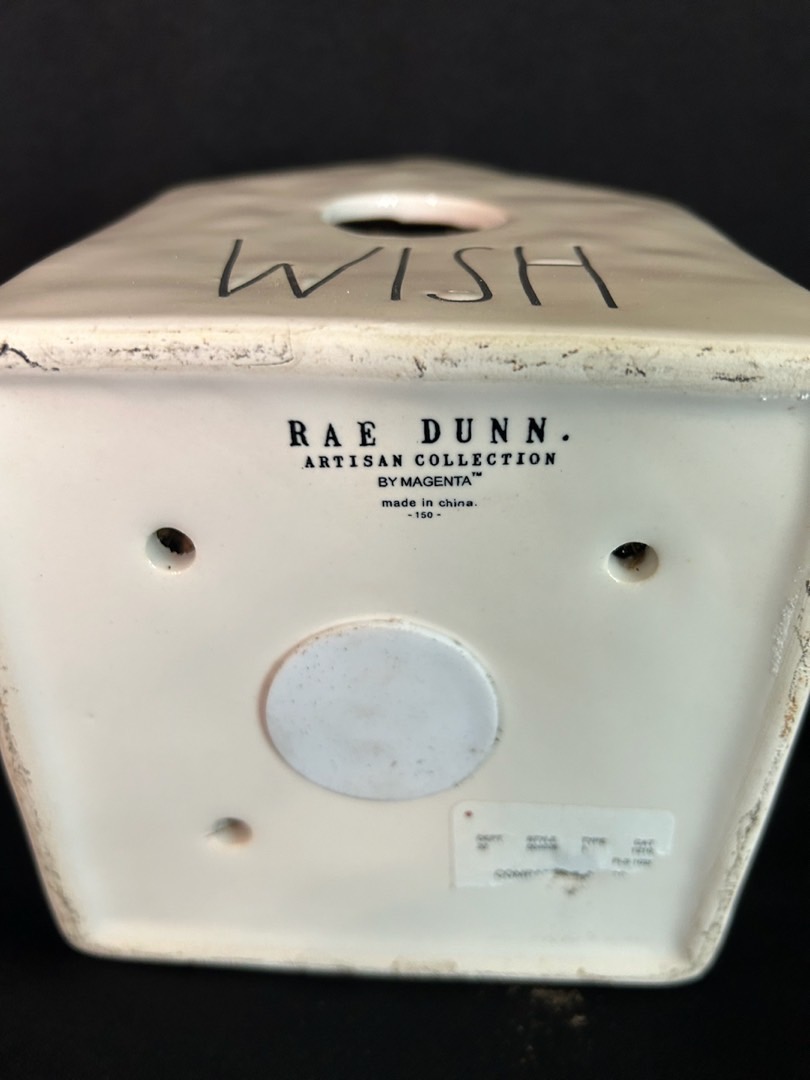 WISH
RAE DUNN.
ARTISAN COLLECTION
BY MAGENTA™
made in china.
- 150 -